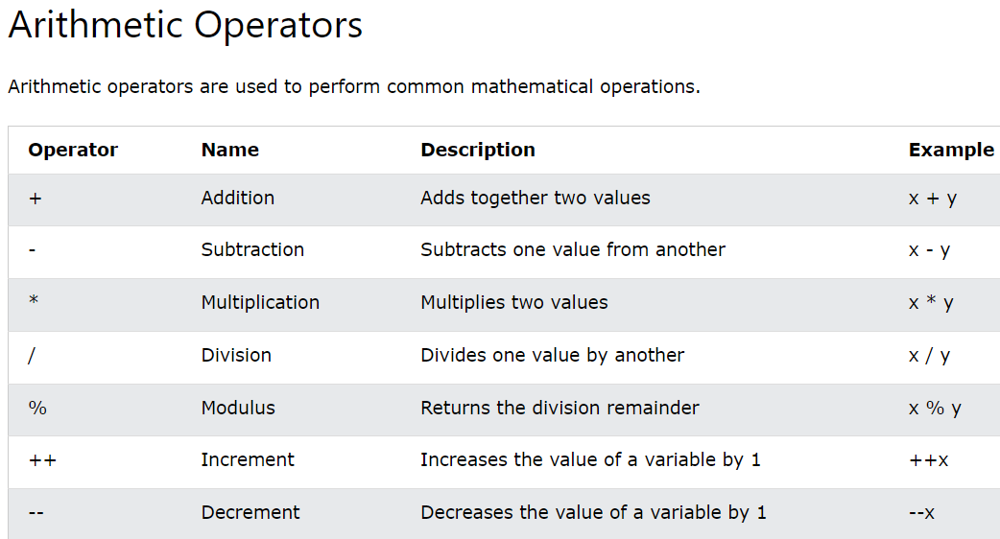 Arithmetic Operators
Arithmetic operators are used to perform common mathematical operations.
Operator Name Description Example
+ Addition Adds together two values x + y
- Subtraction Subtracts one value from another x - y
* Multiplication Multiplies two values x * y
/ Division Divides one value by another x / y
% Modulus Returns the division remainder x % y
++ Increment Increases the value of a variable by 1 ++x
-- Decrement Decreases the value of a variable by 1 --x